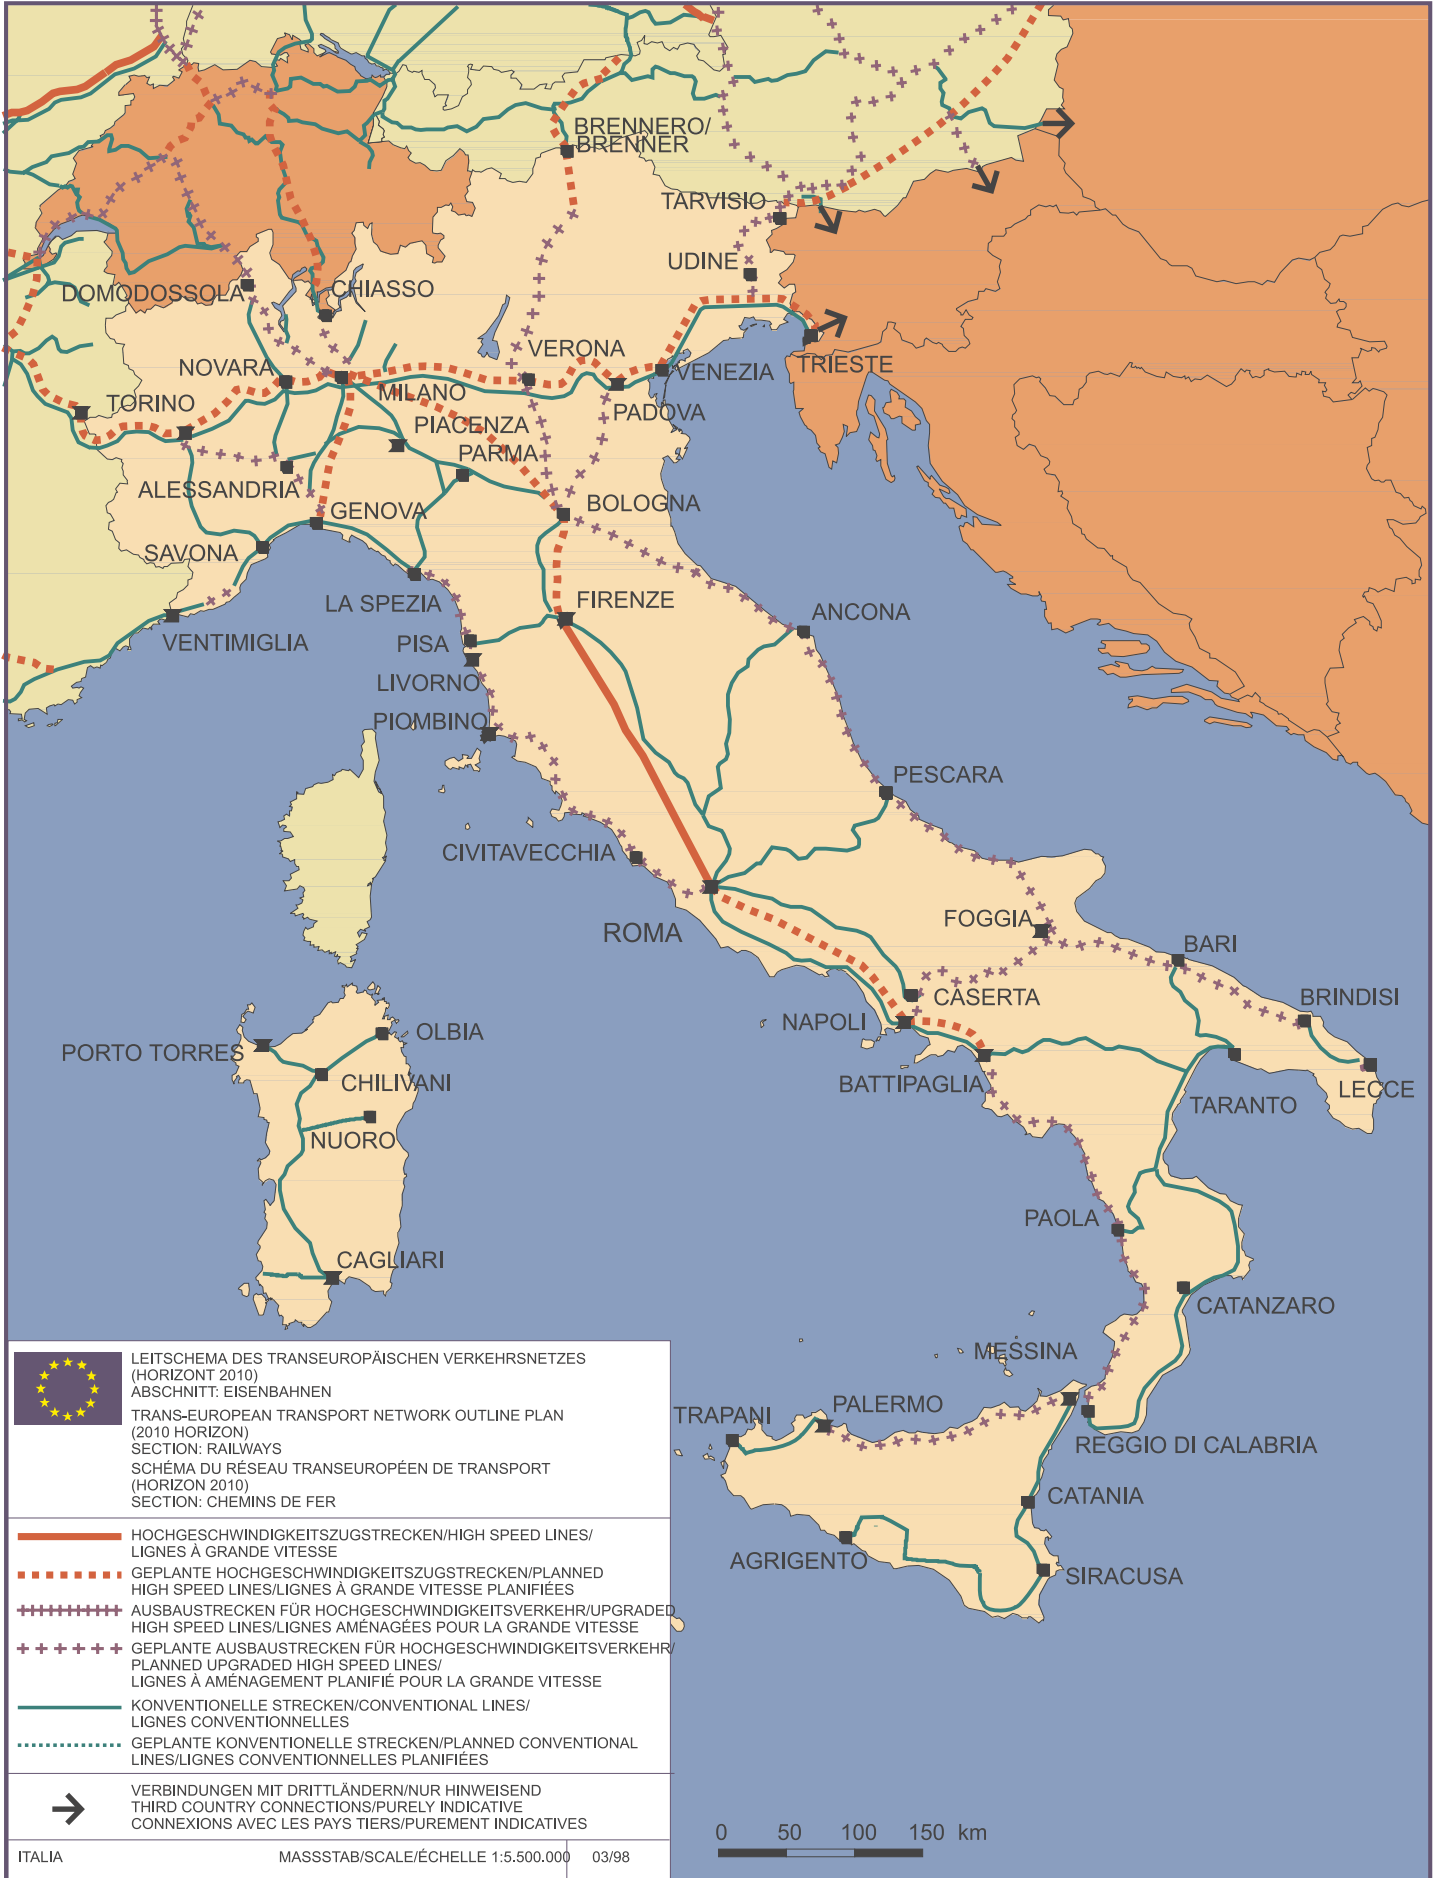 BRENNERO/
BRENNER
TARVISIO
UDINE
DOMODOSSOLA
CHIASSO
VERONA
NOVARA
VENEZIA
TRIESTE
MILANO
TORINO
PADOVA
PIACENZA
PARMA
ALESSANDRIA
BOLOGNA
GENOVA
SAVONA
LA SPEZIA
FIRENZE
ANCONA
VENTIMIGLIA
PISA
LIVORNO
PIOMBINO
PESCARA
CIVITAVECCHIA
ROMA
FOGGIA
BARI
CASERTA
BRINDISI
NAPOLI
OLBIA
PORTO TORRES
CHILIVANI
BATTIPAGLIA
LECCE
TARANTO
NUORO
PAOLA
CAGLIARI
CATANZARO
MESSINA
PALERMO
TRAPANI
REGGIO DI CALABRIA
CATANIA
AGRIGENTO
SIRACUSA
LEITSCHEMA DES TRANSEUROPÄISCHEN VERKEHRSNETZES
(HORIZONT 2010)
ABSCHNITT: EISENBAHNEN
TRANS-EUROPEAN TRANSPORT NETWORK OUTLINE PLAN
(2010 HORIZON)
SECTION: RAILWAYS
SCHÉMA DU RÉSEAU TRANSEUROPÉEN DE TRANSPORT
(HORIZON 2010)
SECTION: CHEMINS DE FER
HOCHGESCHWINDIGKEITSZUGSTRECKEN/HIGH SPEED LINES/
LIGNES À GRANDE VITESSE
GEPLANTE HOCHGESCHWINDIGKEITSZUGSTRECKEN/PLANNED
HIGH SPEED LINES/LIGNES À GRANDE VITESSE PLANIFIÉES
AUSBAUSTRECKEN FÜR HOCHGESCHWINDIGKEITSVERKEHR/UPGRADED
HIGH SPEED LINES/LIGNES AMÉNAGÉES POUR LA GRANDE VITESSE
GEPLANTE AUSBAUSTRECKEN FÜR HOCHGESCHWINDIGKEITSVERKEHR/
PLANNED UPGRADED HIGH SPEED LINES/
LIGNES À AMÉNAGEMENT PLANIFIÉ POUR LA GRANDE VITESSE
KONVENTIONELLE STRECKEN/CONVENTIONAL LINES/
LIGNES CONVENTIONNELLES
GEPLANTE KONVENTIONELLE STRECKEN/PLANNED CONVENTIONAL
LINES/LIGNES CONVENTIONNELLES PLANIFIÉES
VERBINDUNGEN MIT DRITTLÄNDERN/NUR HINWEISEND
THIRD COUNTRY CONNECTIONS/PURELY INDICATIVE
CONNEXIONS AVEC LES PAYS TIERS/PUREMENT INDICATIVES
ITALIA MASSSTAB/SCALE/ÉCHELLE 1:5.500.000 03/98
0 50 100 150 km